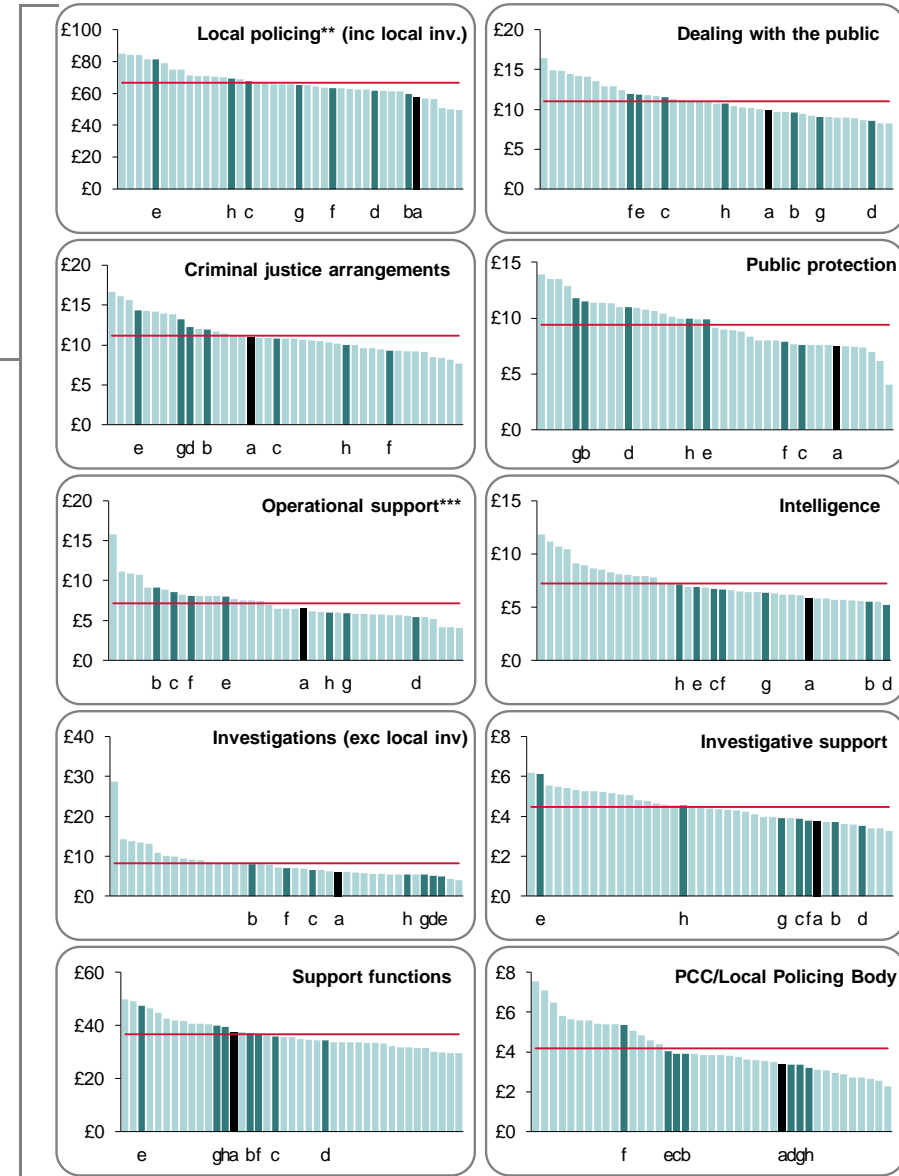 Local policing** (inc local inv.)
£100
£80
£60
£40
£20
£0
e h c g f d ba
Dealing with the public
£20
£15
£10
£5
£0
fe c h a b g d
Criminal justice arrangements
£20
£15
£10
£5
£0
e gd b a c h f
Public protection
£15
£10
£5
£0
gb d h e f c a
Operational support***
£20
£15
£10
£5
£0
b c f e a h g d
Intelligence
£15
£10
£5
£0
h e cf g a b d
Investigations (exc local inv)
£40
£30
£20
£10
£0
b f c a h gde
Investigative support
£8
£6
£4
£2
£0
e h g cfa b d
Support functions
£60
£40
£20
£0
e gha bf c d
PCC/Local Policing Body
£8
£6
£4
£2
£0
f ecb adgh